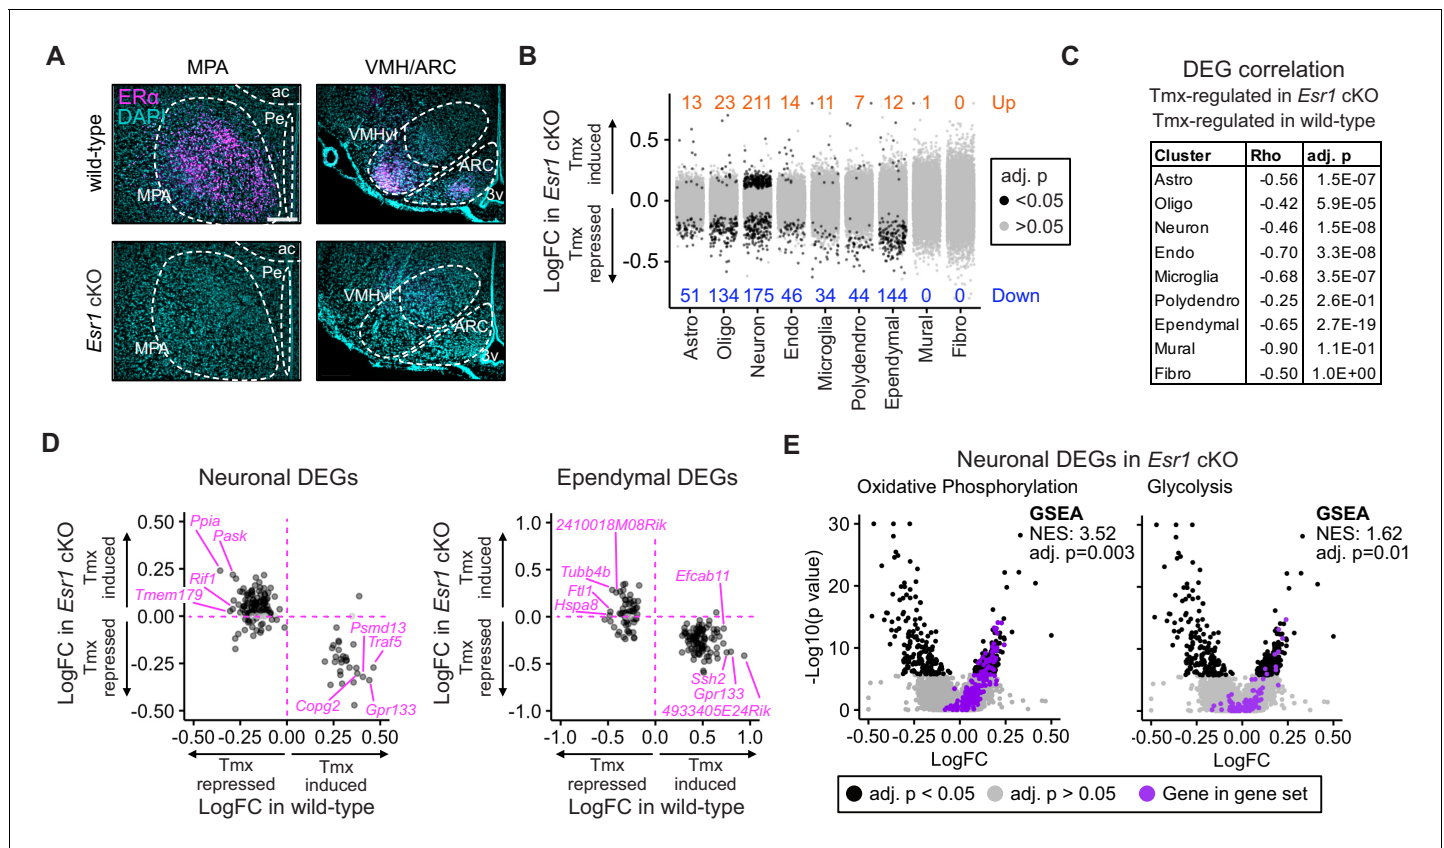 A
MPA
VMH/ARC
wild-type
ERα
DAPI
ac
Pe
MPA
VMHvl
ARC
3v
Esr1 cKO
ac
Pe
MPA
VMHvl
ARC
3v
B
LogFC in Esr1 cKO
Tmx repressed
Tmx induced
0.5
0.0
-0.5
13 23 211 14 11 7 12 1 0 Up
51 134 175 46 34 44 144 0 0 Down
Astro
Oligo
Neuron
Endo
Microglia
Polydendro
Ependymal
Mural
Fibro
adj. p
<0.05
>0.05
C
DEG correlation
Tmx-regulated in Esr1 cKO
Tmx-regulated in wild-type
Cluster Rho adj. p
Astro -0.56 1.5E-07
Oligo -0.42 5.9E-05
Neuron -0.46 1.5E-08
Endo -0.70 3.3E-08
Microglia -0.68 3.5E-07
Polydendro -0.25 2.6E-01
Ependymal -0.65 2.7E-19
Mural -0.90 1.1E-01
Fibro -0.50 1.0E+00
D
Neuronal DEGs
LogFC in Esr1 cKO
Tmx repressed
Tmx induced
0.50
0.25
0.00
-0.25
-0.50
Ppia
Pask
Rif1
Tmem179
Psmd13
Traf5
Copg2
Gpr133
-0.50 -0.25 0.00 0.25 0.50
Tmx repressed
Tmx induced
LogFC in wild-type
Ependymal DEGs
LogFC in Esr1 cKO
Tmx repressed
Tmx induced
1.0
0.5
0.0
-0.5
-1.0
2410018M08Rik
Tubb4b
Ftl1
Hspa8
Efcab11
Ssh2
Gpr133
4933405E24Rik
-1.0 -0.5 0.0 0.5 1.0
Tmx repressed
Tmx induced
LogFC in wild-type
E
Neuronal DEGs in Esr1 cKO
Oxidative Phosphorylation
GSEA
NES: 3.52
adj. p=0.003
-Log10(p value)
30
20
10
0
-0.50 -0.25 0.00 0.25 0.50
LogFC
Glycolysis
GSEA
NES: 1.62
adj. p=0.01
-0.50 -0.25 0.00 0.25 0.50
LogFC
adj. p < 0.05 adj. p > 0.05 Gene in gene set